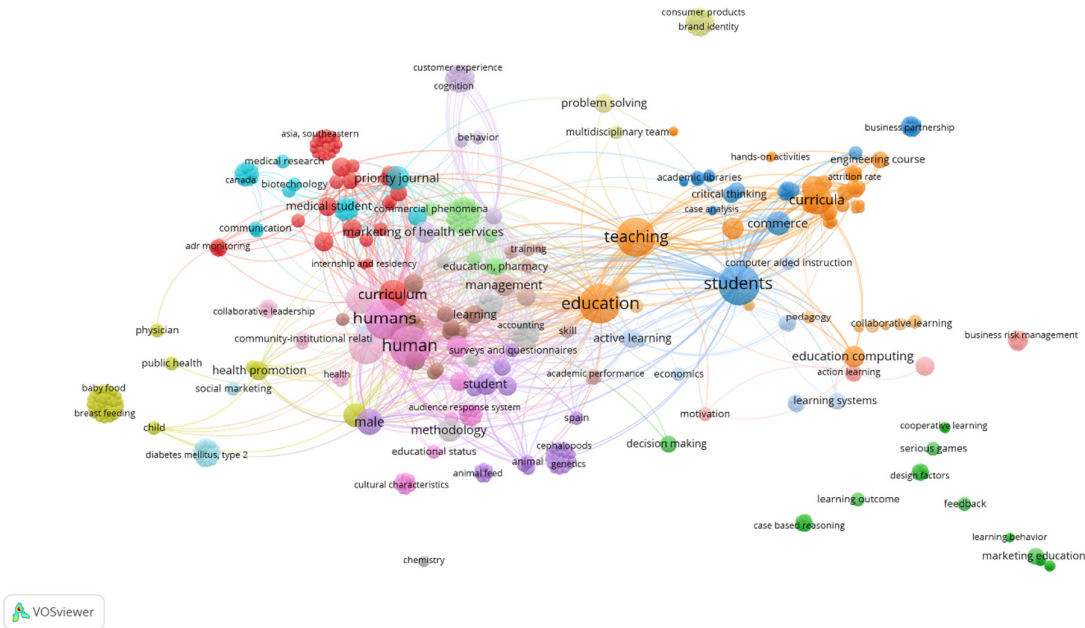 consumer products
brand identity
customer experience
cognition
problem solving
multidisciplinary team
behavior
business partnership
asia, southeastern
medical research
canada
biotechnology
priority journal
hands-on activities
engineering course
attrition rate
academic libraries
critical thinking
curricula
case analysis
medical student
commercial phenomena
communication
marketing of health services
commerce
teaching
adr monitoring
training
internship and residency
education, pharmacy
computer aided instruction
management
students
curriculum
education
collaborative leadership
humans
learning
accounting
skill
pedagogy
collaborative learning
physician
community-institutional relati
human
active learning
business risk management
surveys and questionnaires
education computing
public health
health promotion
health
academic performance
economics
action learning
baby food
social marketing
student
breast feeding
audience response system
learning systems
male
spain
motivation
child
methodology
cooperative learning
decision making
educational status
cephalopods
serious games
diabetes mellitus, type 2
animal
genetics
animal feed
design factors
cultural characteristics
learning outcome
feedback
case based reasoning
learning behavior
marketing education
chemistry
VOSviewer